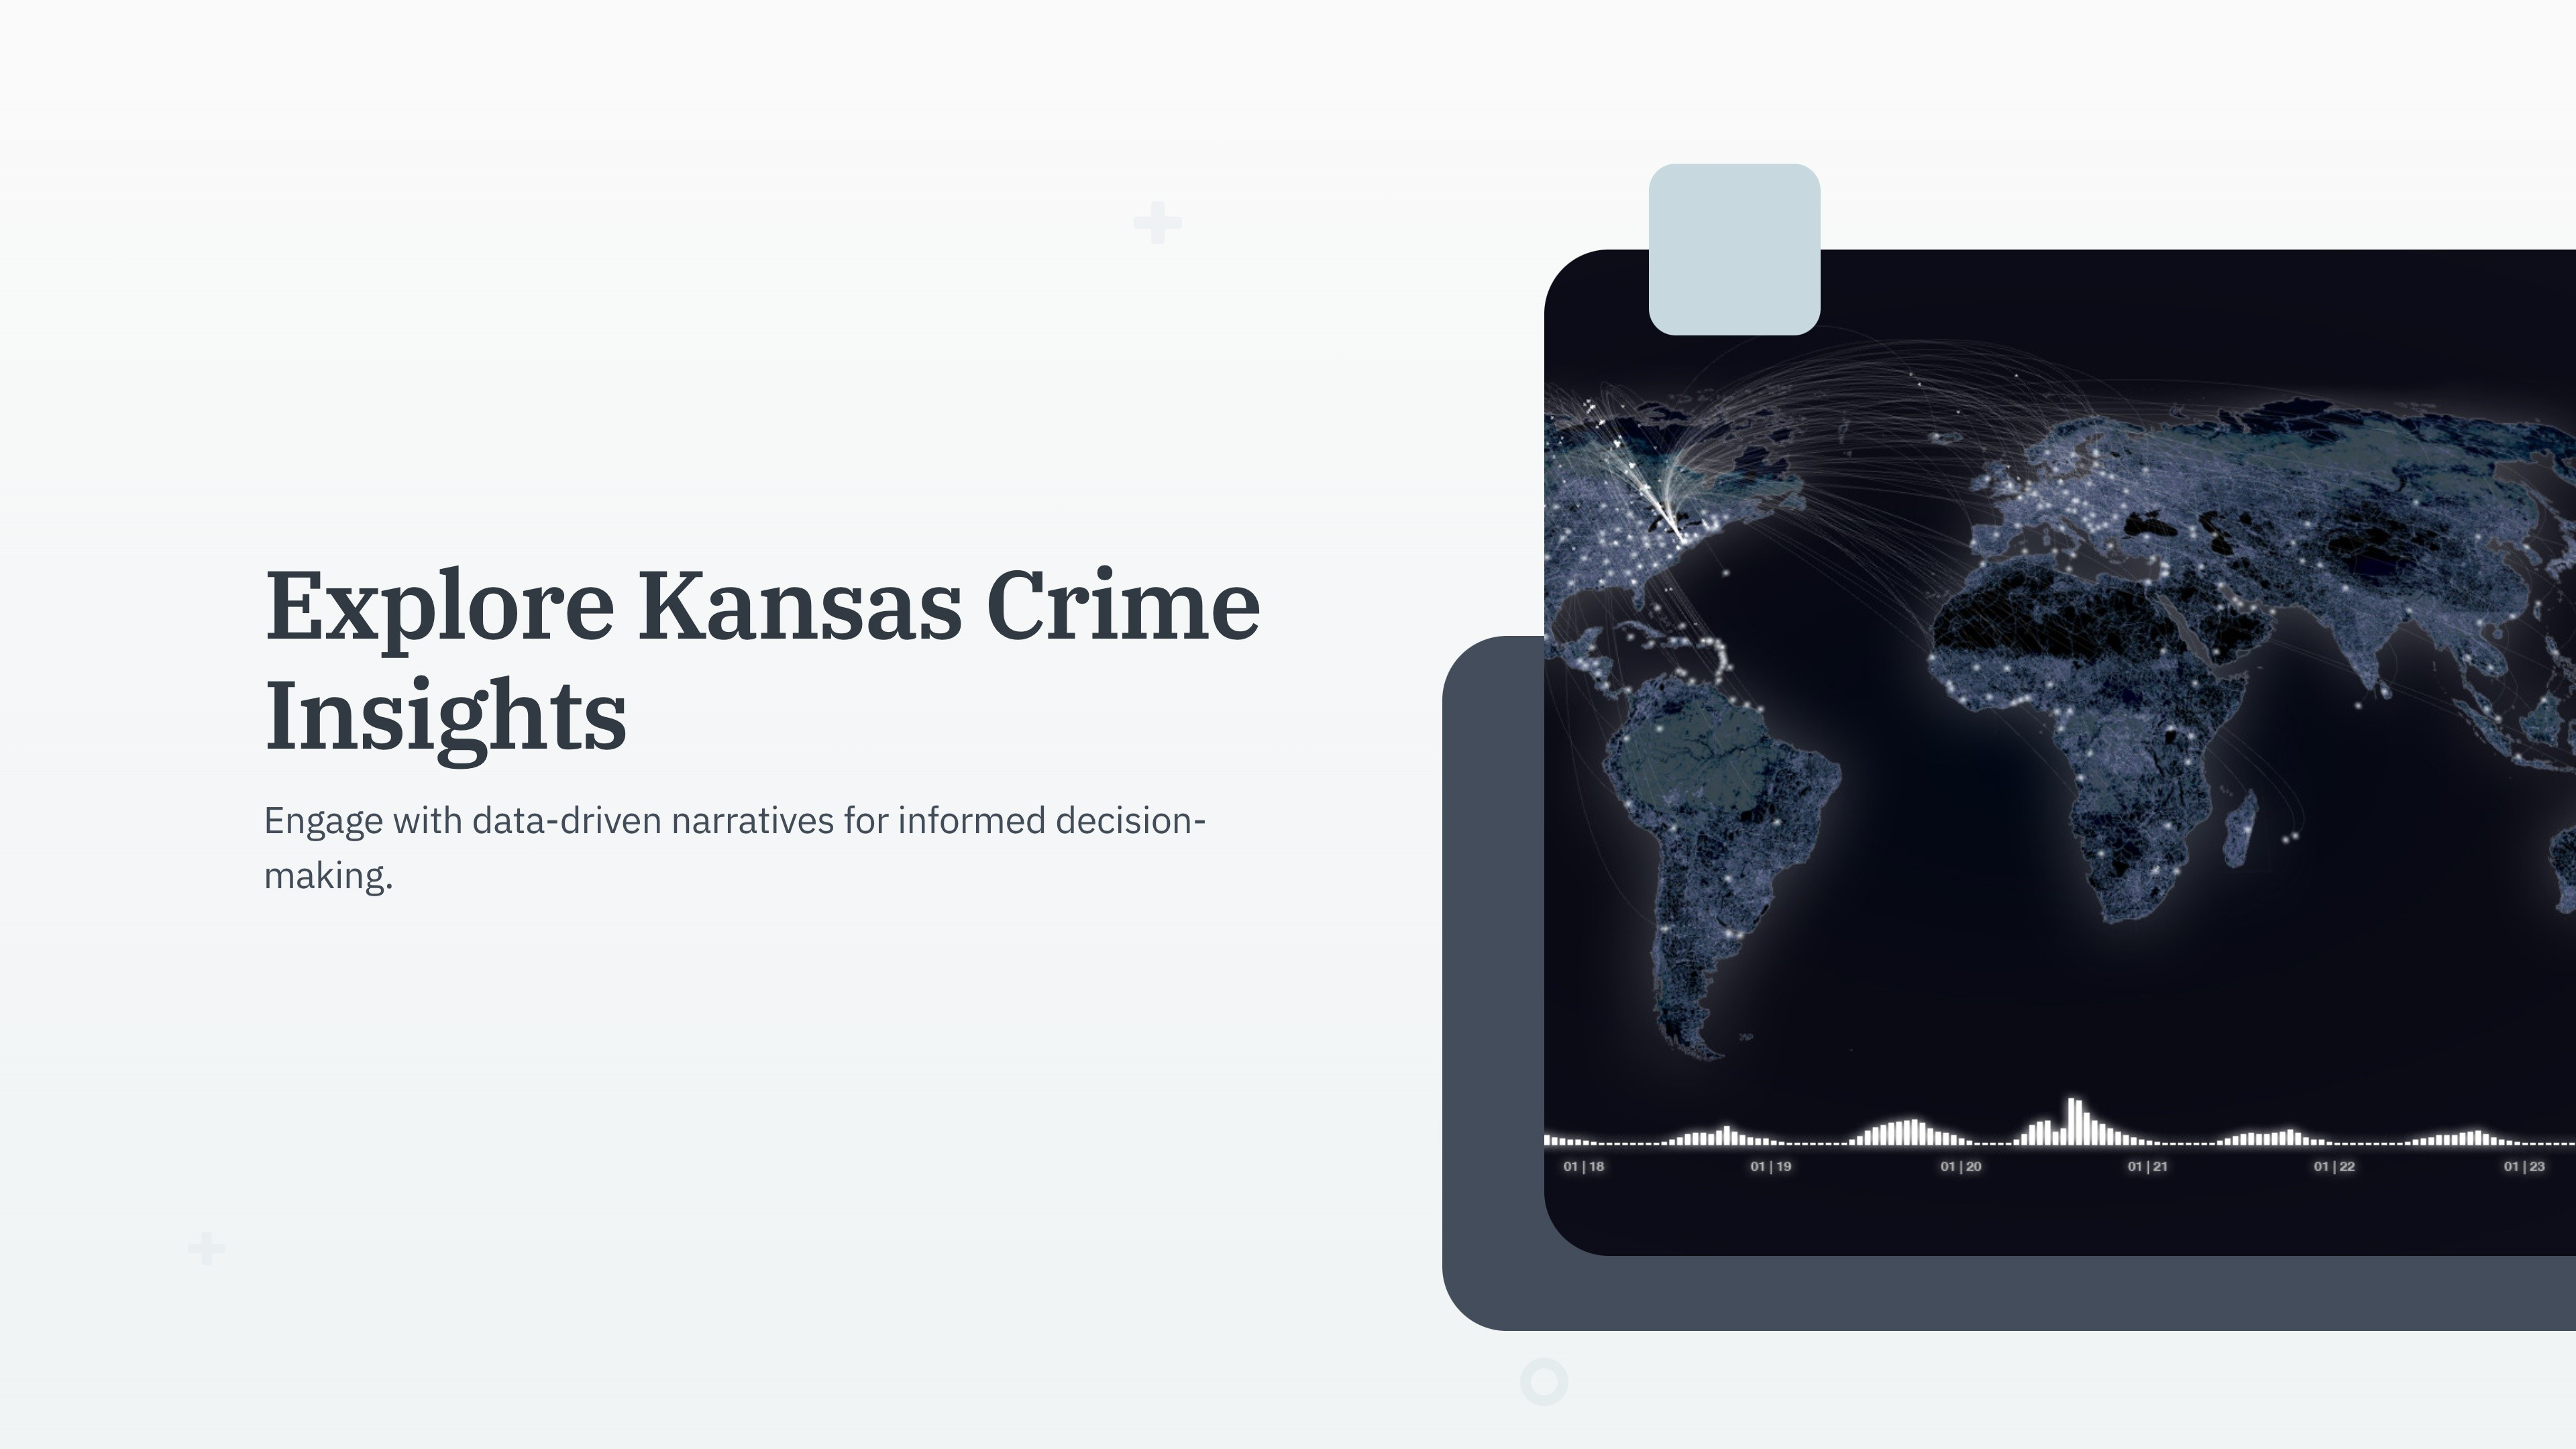 Explore Kansas Crime
Insights
Engage with data-driven narratives for informed decision-
making.
01 | 18
01 | 19
01 | 20
01 | 21
01 | 22
01 | 23